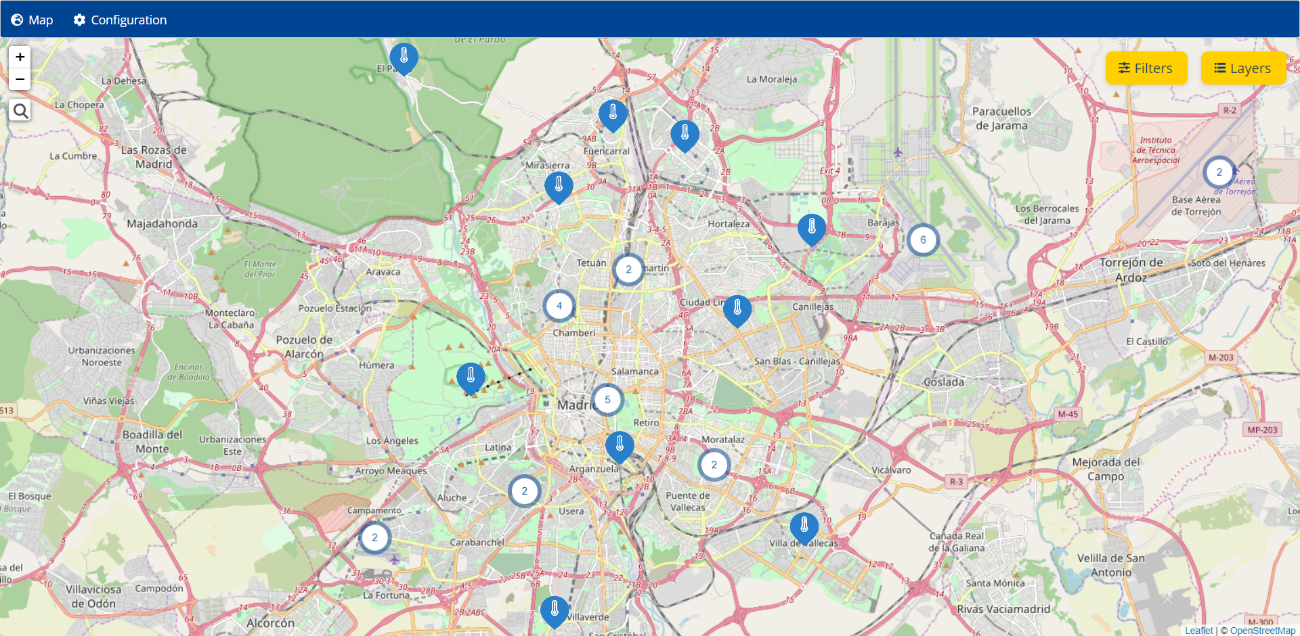 Map
Configuration
+
−
Filters
Layers
de El Pardo
La Dehesa
La Moraleja
La Chopera
Paracuellos
de Jarama
R-2
Las Rozas de
Madrid
La Cumbre
Fuencarral
Mirasierra
Instituto
de Técnica
Aeroespacial
2
de Torrejón
Base Aérea
de Torrejón
Majadahonda
Hortaleza
Barajas
6
Los Berrocales
del Jarama
El Monte
del Pilar
Aravaca
Tetuán
2
Torrejón de
Ardoz
Soto del Henares
Monteclaro
La Cabaña
Pozuelo Estación
4
Canillejas
Chamberí
Pozuelo de
Alarcón
El Castillo
Urbanizaciones
Noroeste
Encinar
de Boadilla
Húmera
Salamanca
San Blas - Canillejas
M-203
Coslada
Viñas Viejas
5
M-45
Retiro
MP-203
Boadilla del
Monte
Urbanizaciones
Este
Los Ángeles
Latina
Moratalaz
2
Arroyo Meaques
Arganzuela
Vicálvaro
Mejorada del
Campo
R-3
El Bosque
Aluche
2
Usera
Puente de
Vallecas
Campamento
2
Carabanchel
Villa de Vallecas
Cañada Real
de la Galiana
Velilla de San
Antonio
Villaviciosa
de Odón
Campodón
La Fortuna
Santa Mónica
Rivas Vaciamadrid
Alcorcón
Villaverde
San Cristóbal
M-300
Leaflet | © OpenStreetMap